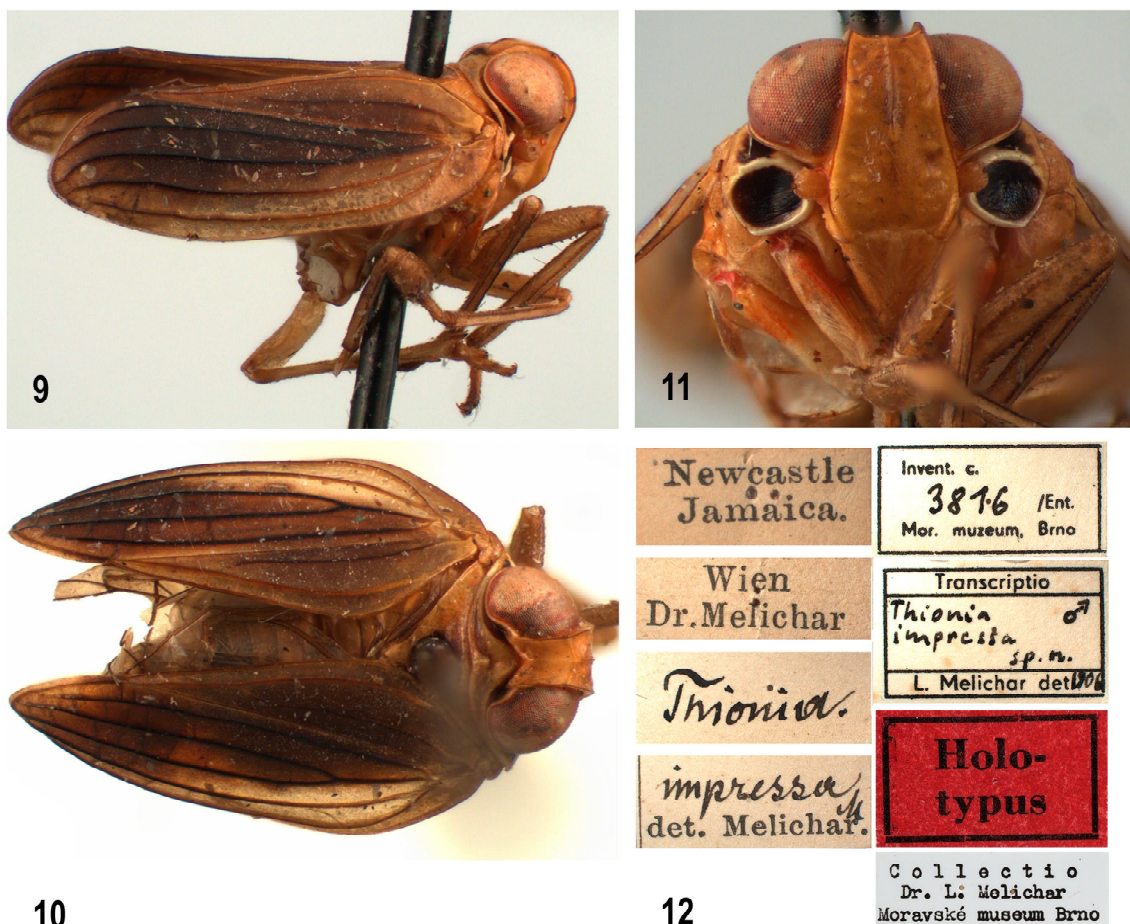 9
11
Newcastle
Jamaica.
Wien
Dr. Melichar
Thionia.
impressa
det. Melichar.
Invent. c.
3816 /Ent.
Mor. muzeum, Brno
Transcriptio
Thionia ♂
impressa
sp. n.
L. Melichar det. 1906
Holo-
typus
Collectio
Dr. L. Melichar
Moravské museum Brno
10
12